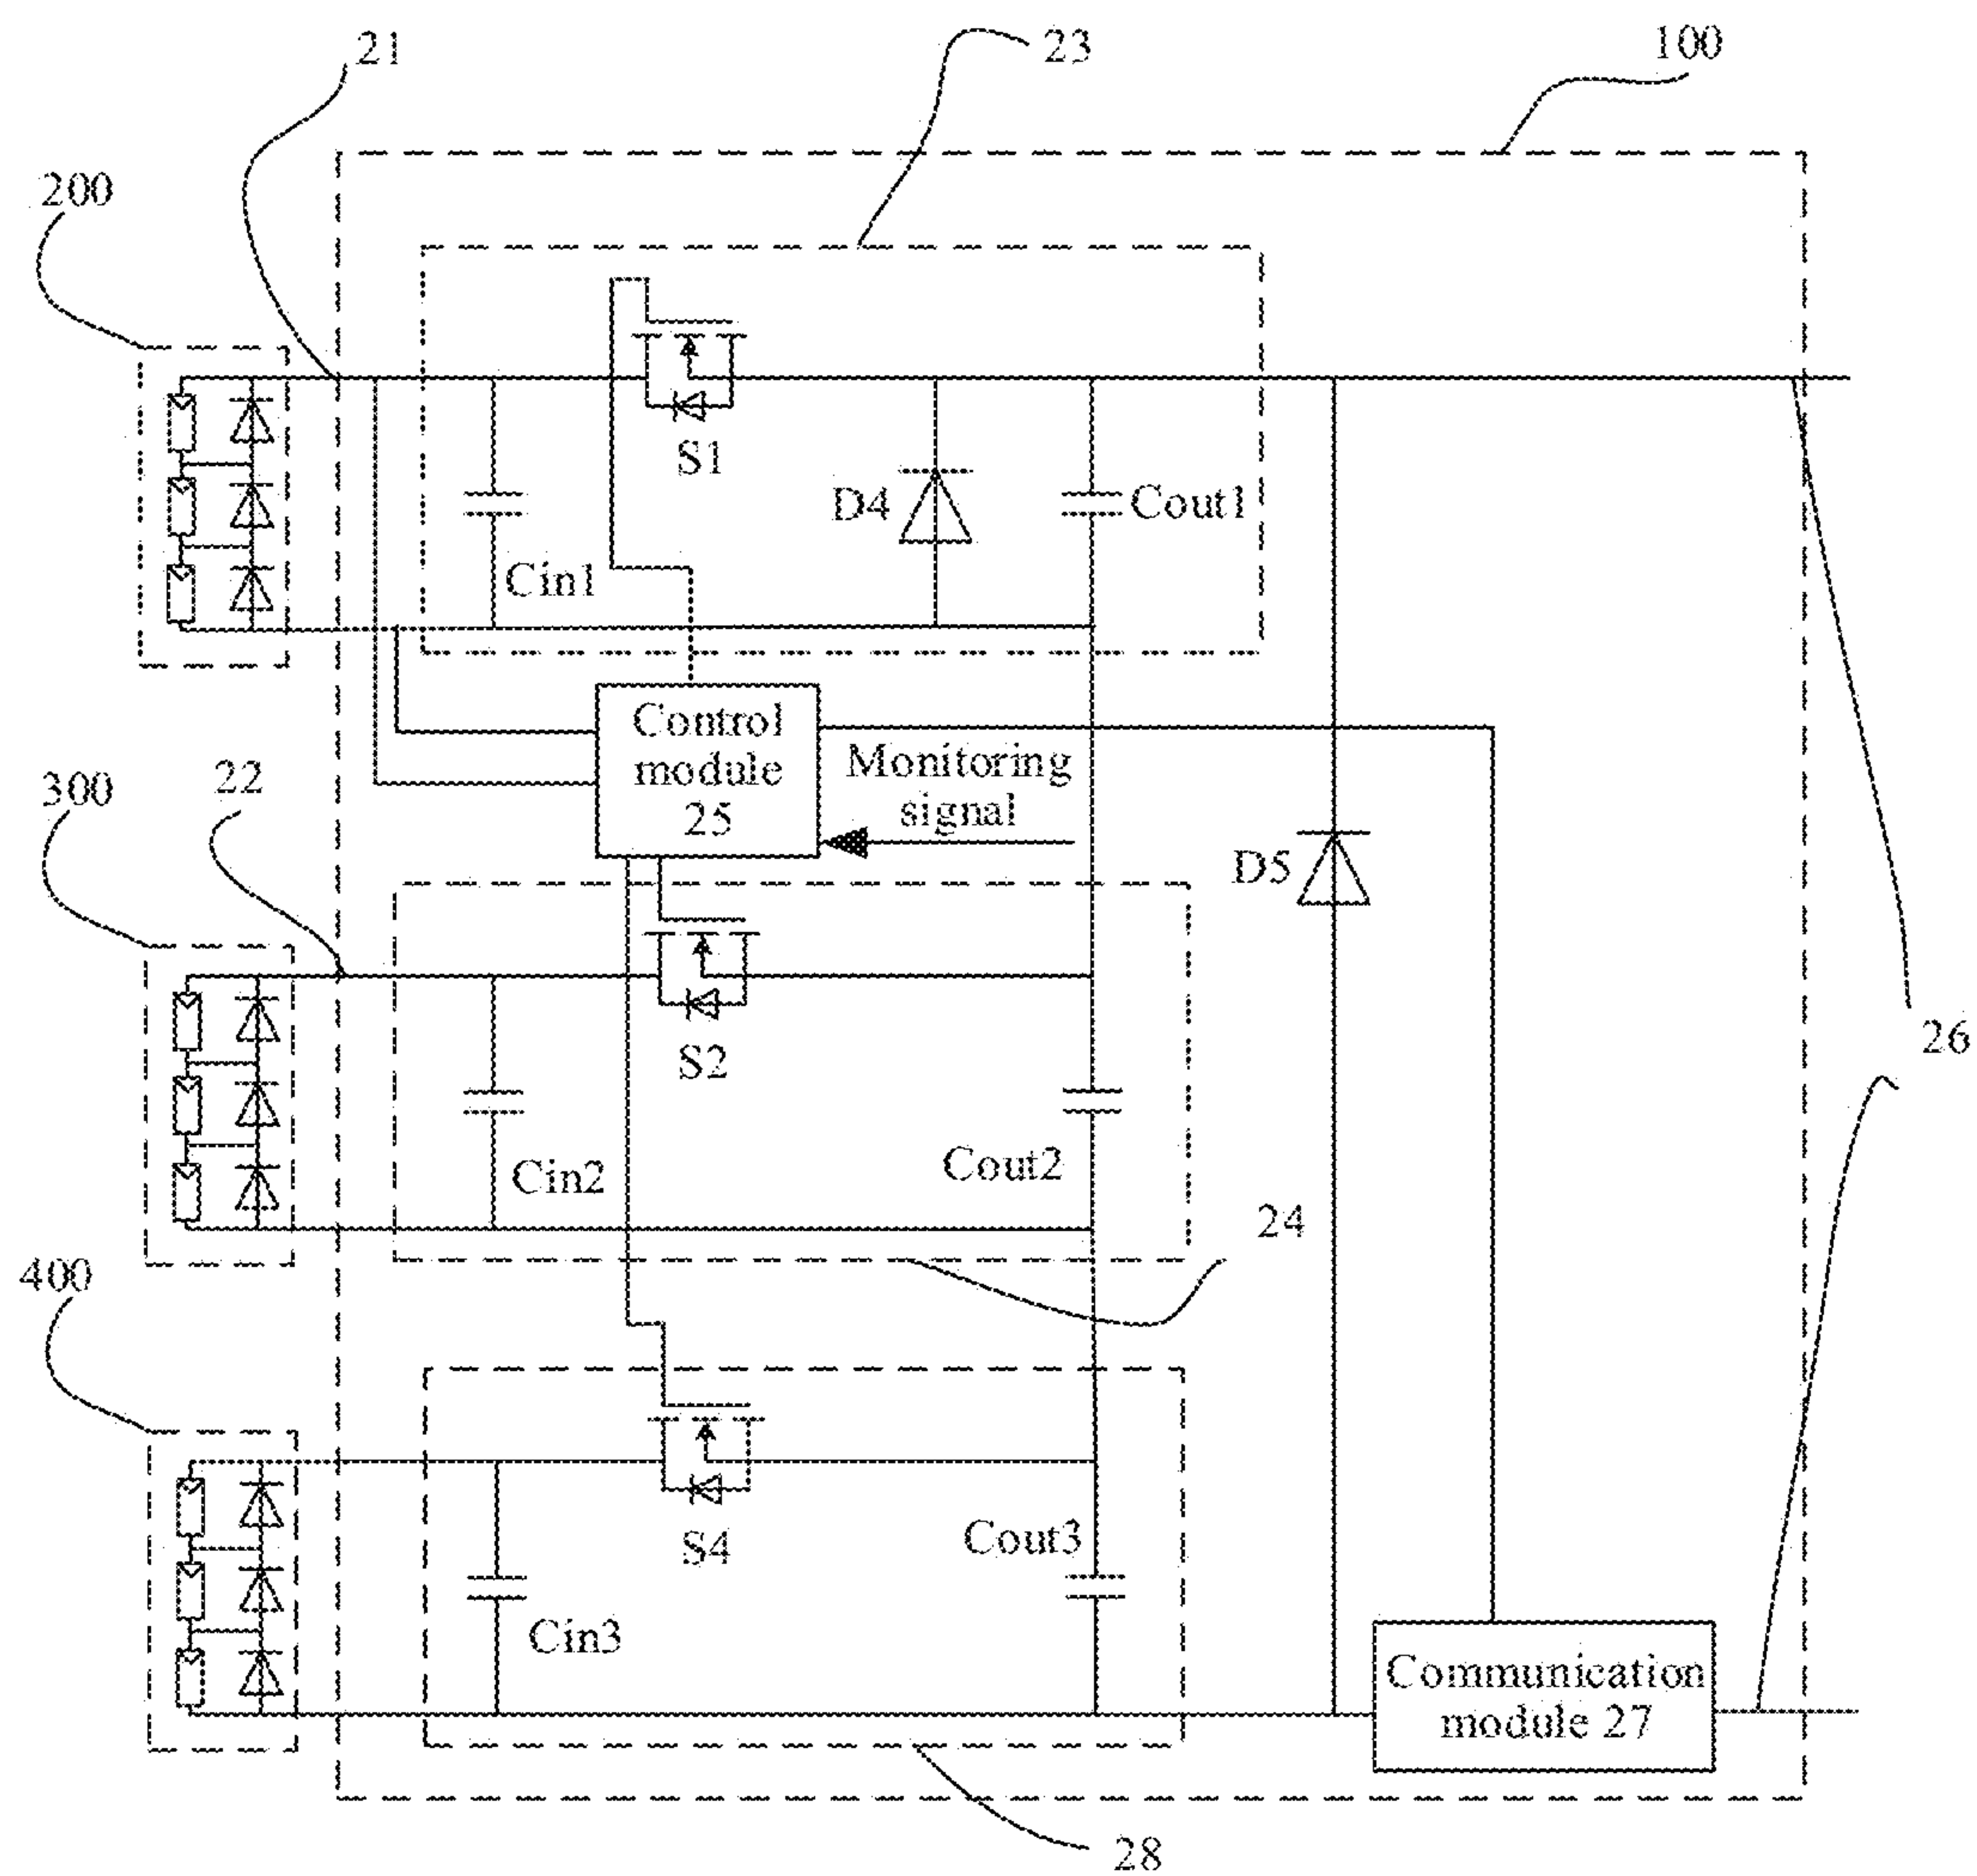 21
23
100
200
S1
D4
Cout1
Cin1
Control
module
25
Monitoring
signal
300
22
D5
S2
26
Cin2
Cout2
24
400
S4
Cout3
Cin3
Communication
module 27
28